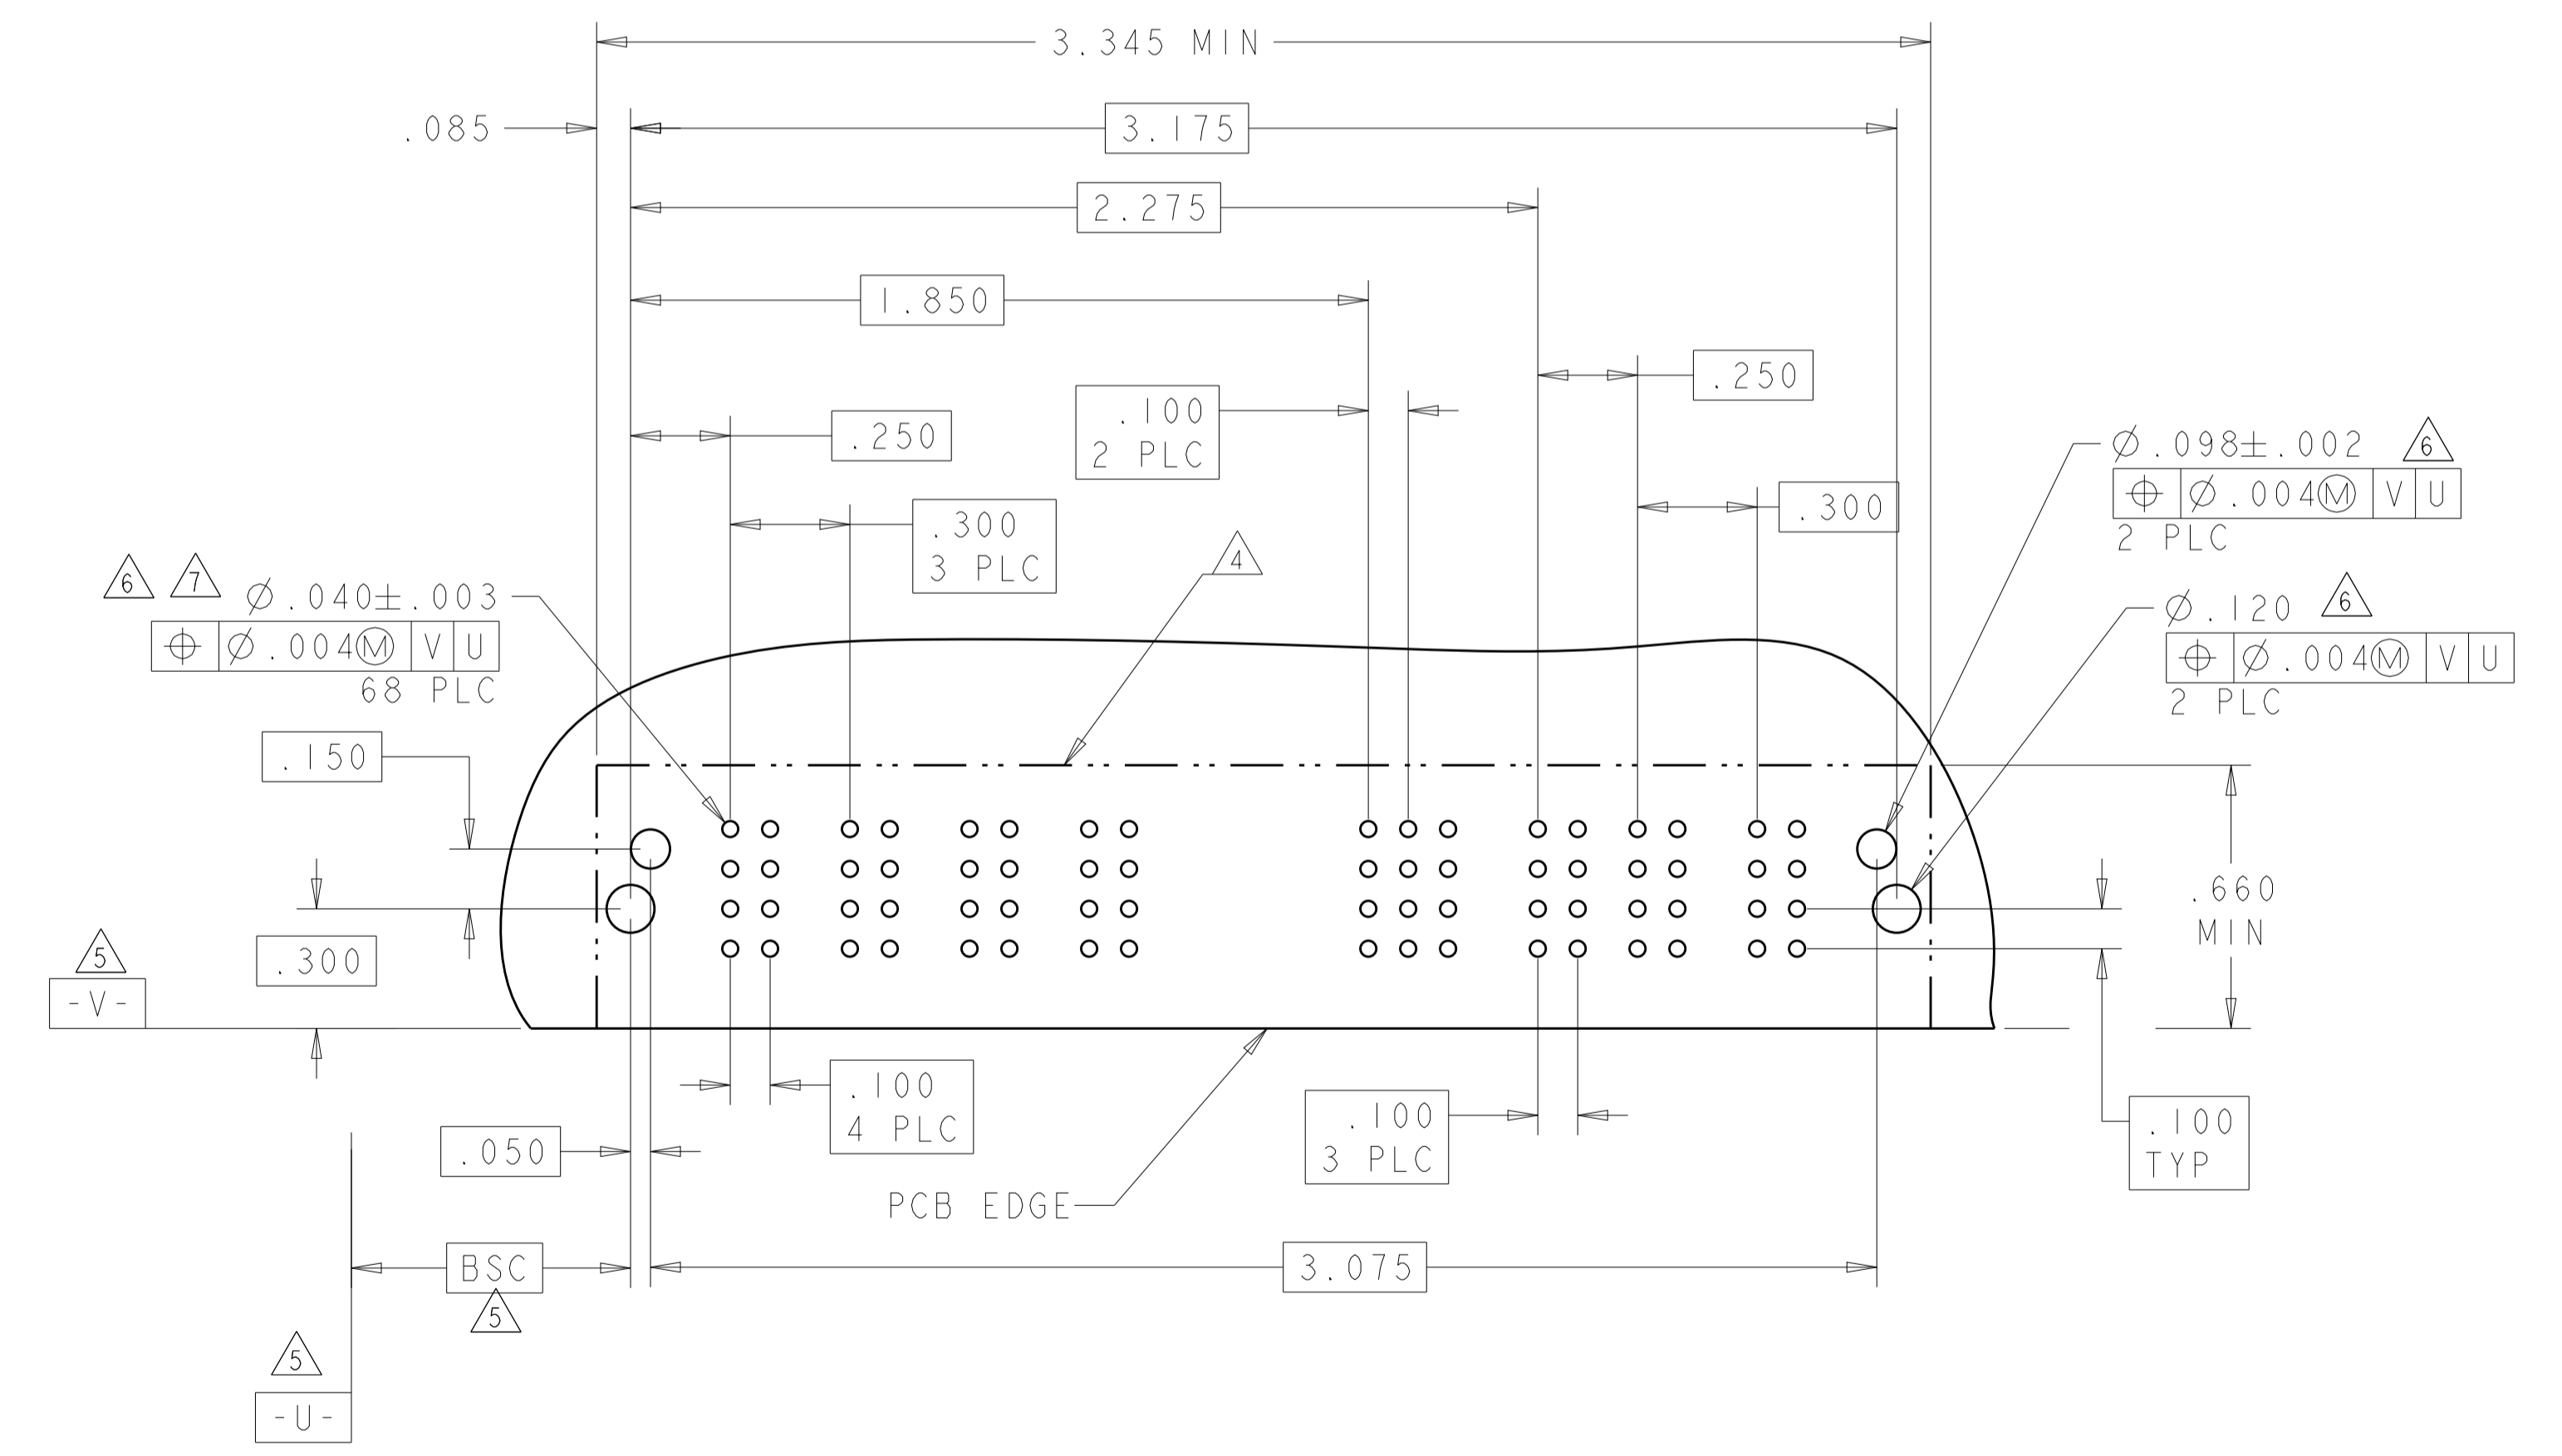 3.345 MIN
.085
3.175
2.275
1.850
.250
.100
2 PLC
.250
Ø.098±.002 6
⌖ Ø.004Ⓜ V U
2 PLC
.300
3 PLC
.300
4
6 7 Ø.040±.003
⌖ Ø.004Ⓜ V U
68 PLC
Ø.120 6
⌖ Ø.004Ⓜ V U
2 PLC
.150
.660
MIN
.300
5
-V-
.100
4 PLC
.100
3 PLC
.100
TYP
.050
PCB EDGE
BSC
5
3.075
5
-U-